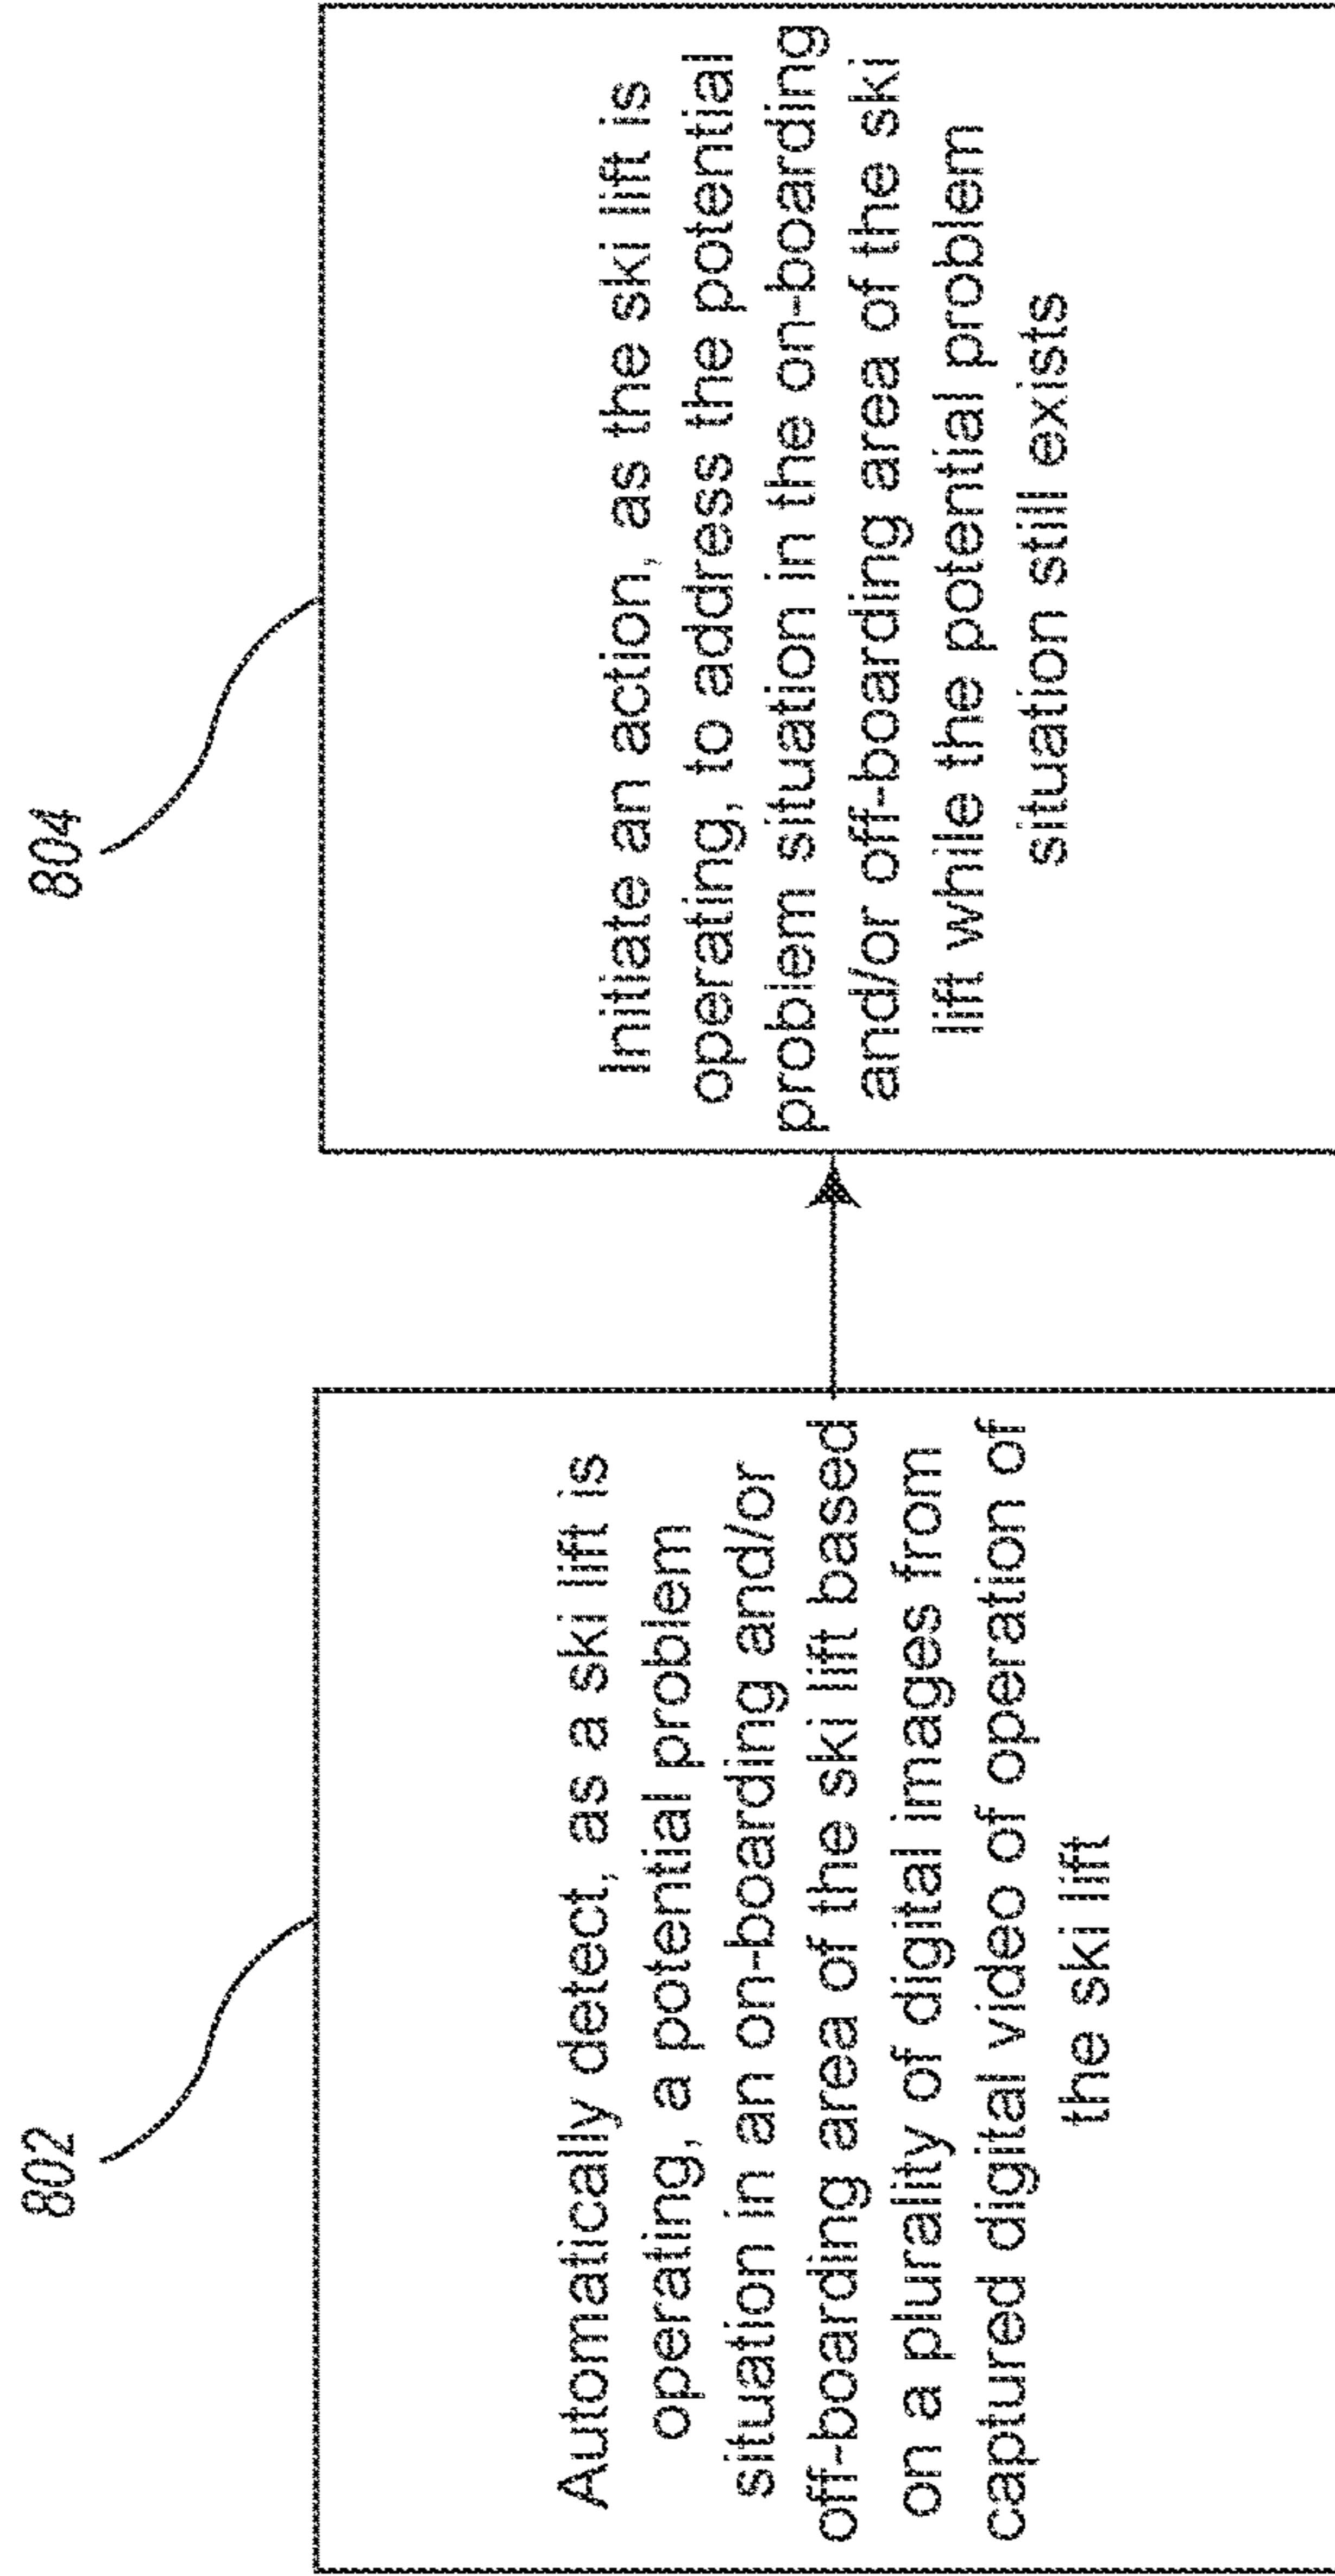 802
Automatically detect, as a ski lift is
operating, a potential problem
situation in an on-boarding and/or
off-boarding area of the ski lift based
on a plurality of digital images from
captured digital video of operation of
the ski lift
804
Initiate an action, as the ski lift is
operating, to address the potential
problem situation in the on-boarding
and/or off-boarding area of the ski
lift while the potential problem
situation still exists